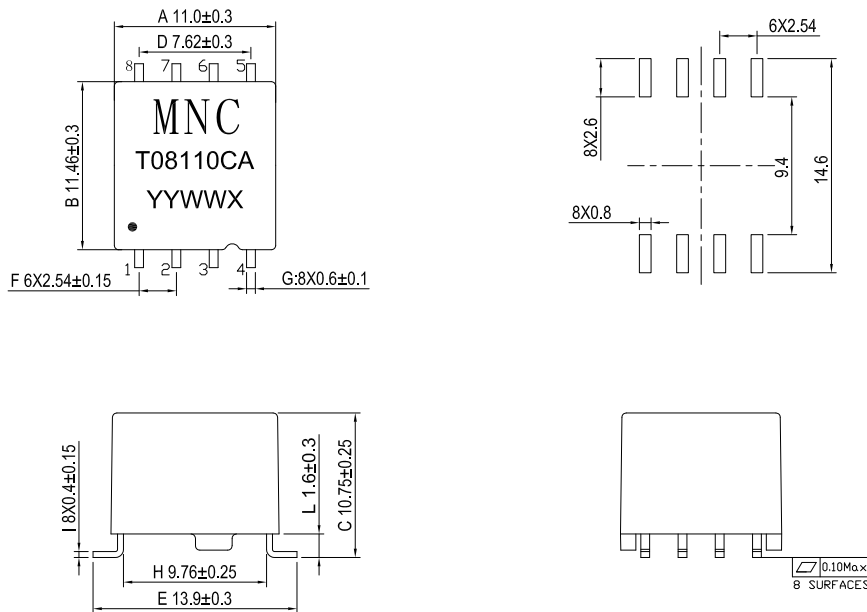 A 11.0±0.3
D 7.62±0.3
8 7 6 5
MNC
T08110CA
YYWWX
B 11.46±0.3
1 2 3 4
F 6X2.54±0.15
G:8X0.6±0.1
6X2.54
8X2.6
9.4
14.6
8X0.8
I 8X0.4±0.15
L 1.6±0.3
C 10.75±0.25
H 9.76±0.25
E 13.9±0.3
0.10Max
8 SURFACES